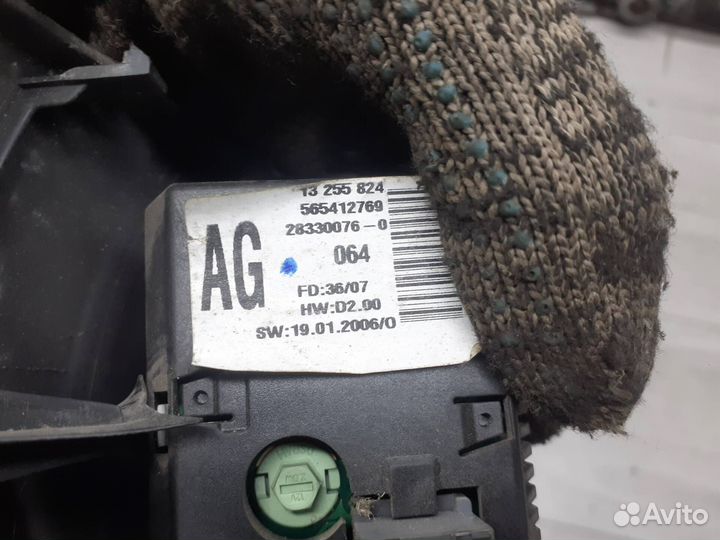 13 255 824
565412769
28330076-0
AG
064
FD:36/07
HW:D2.00
SW:19.01.2006/0
Avito